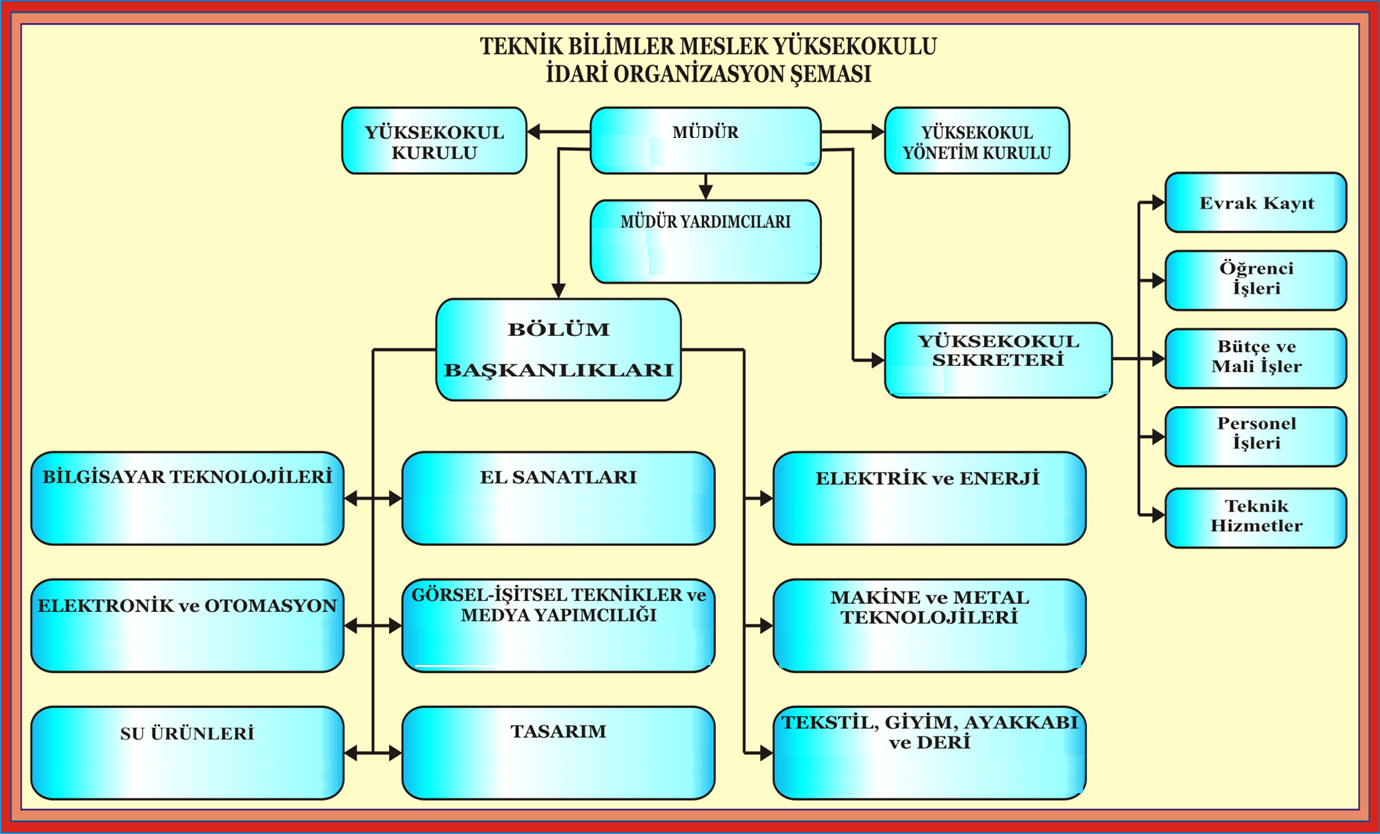 TEKNİK BİLİMLER MESLEK YÜKSEKOKULU
İDARİ ORGANİZASYON ŞEMASI
YÜKSEKOKUL
KURULU
MÜDÜR
YÜKSEKOKUL
YÖNETİM KURULU
MÜDÜR YARDIMCILARI
BÖLÜM
BAŞKANLIKLARI
YÜKSEKOKUL
SEKRETERİ
Evrak Kayıt
Öğrenci
İşleri
Bütçe ve
Mali İşler
Personel
İşleri
Teknik
Hizmetler
BİLGİSAYAR TEKNOLOJİLERİ
EL SANATLARI
ELEKTRİK ve ENERJİ
ELEKTRONİK ve OTOMASYON
GÖRSEL-İŞİTSEL TEKNİKLER ve
MEDYA YAPIMCILIĞI
MAKİNE ve METAL
TEKNOLOJİLERİ
SU ÜRÜNLERİ
TASARIM
TEKSTİL, GİYİM, AYAKKABI
ve DERİ